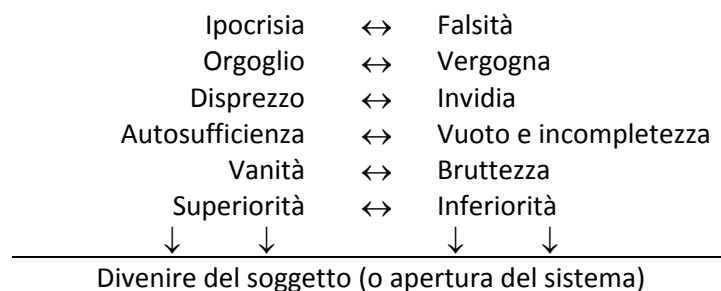 Ipocrisia ↔ Falsità
Orgoglio ↔ Vergogna
Disprezzo ↔ Invidia
Autosufficienza ↔ Vuoto e incompletezza
Vanità ↔ Bruttezza
Superiorità ↔ Inferiorità
↓ ↓ ↓ ↓
Divenire del soggetto (o apertura del sistema)